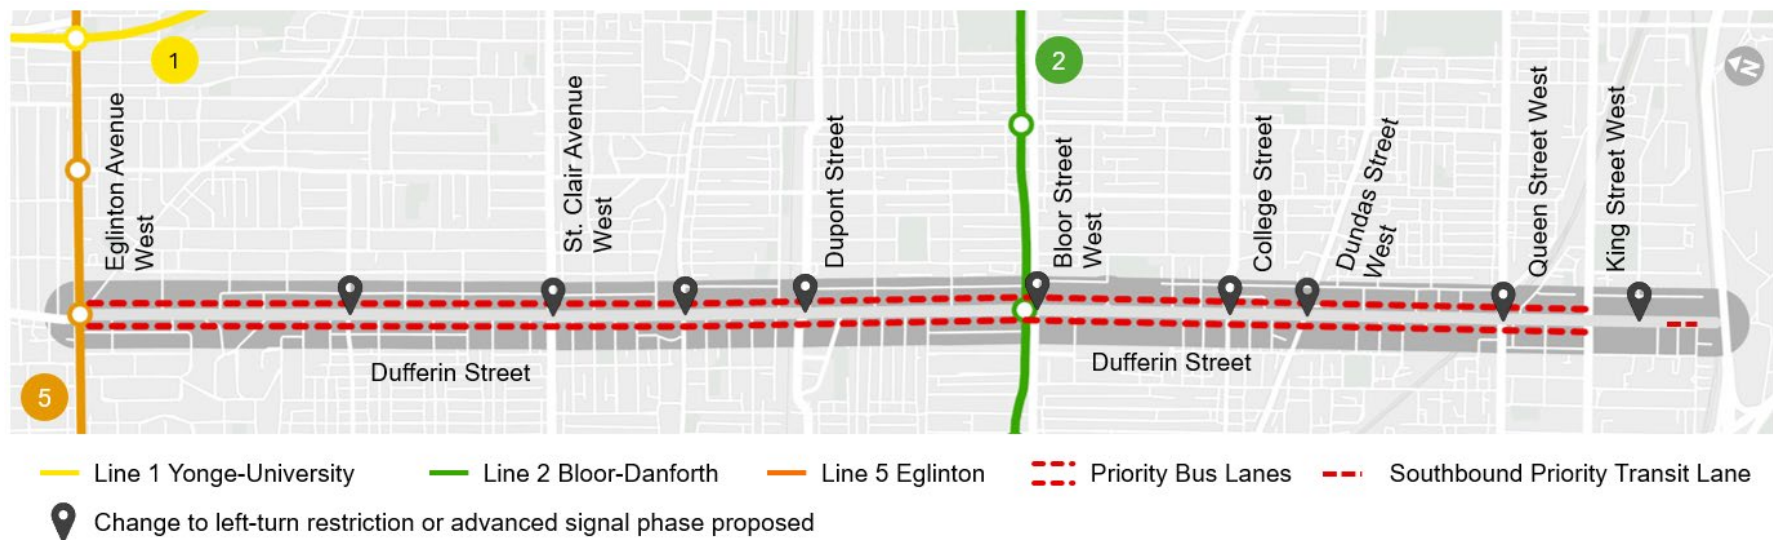 1
2
N
Eglinton Avenue
West
St. Clair Avenue
West
Dupont Street
Bloor Street
West
College Street
Dundas Street
West
Queen Street West
King Street West
Dufferin Street
Dufferin Street
5
Line 1 Yonge-University
Line 2 Bloor-Danforth
Line 5 Eglinton
Priority Bus Lanes
Southbound Priority Transit Lane
Change to left-turn restriction or advanced signal phase proposed